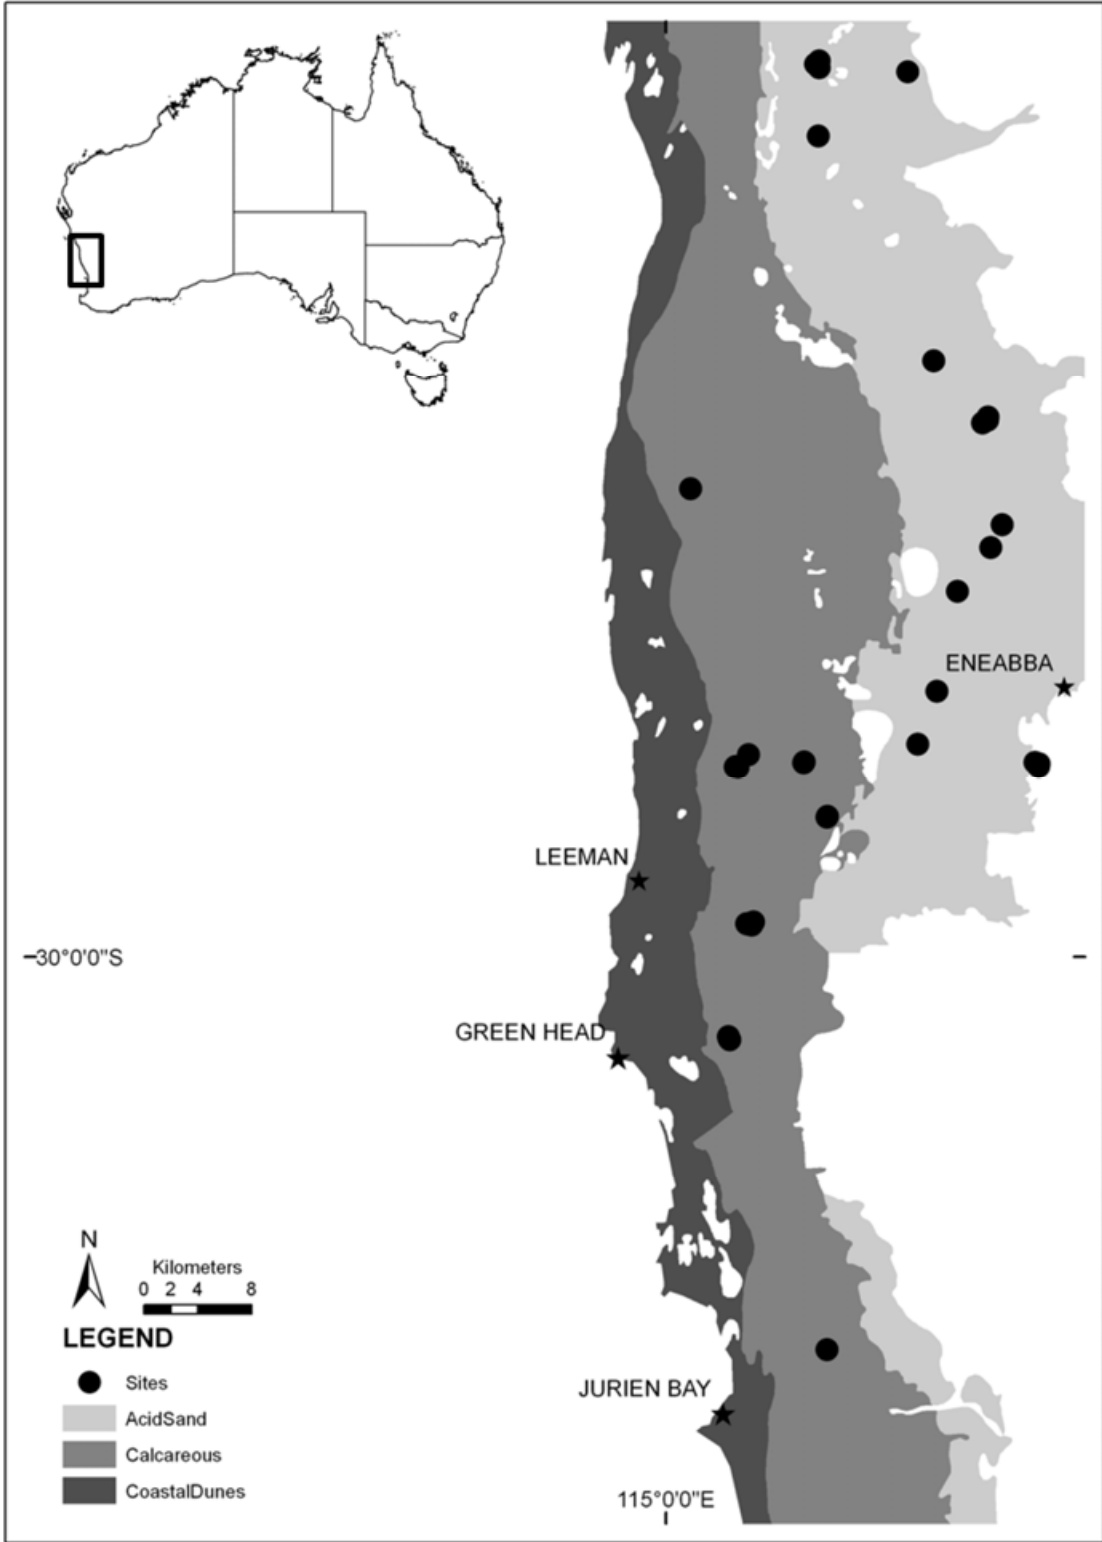 ENEABBA
LEEMAN
30°0'0"S
GREEN HEAD
N
Kilometers
0 2 4 8
LEGEND
Sites
AcidSand
Calcareous
CoastalDunes
JURIEN BAY
115°0'0"E